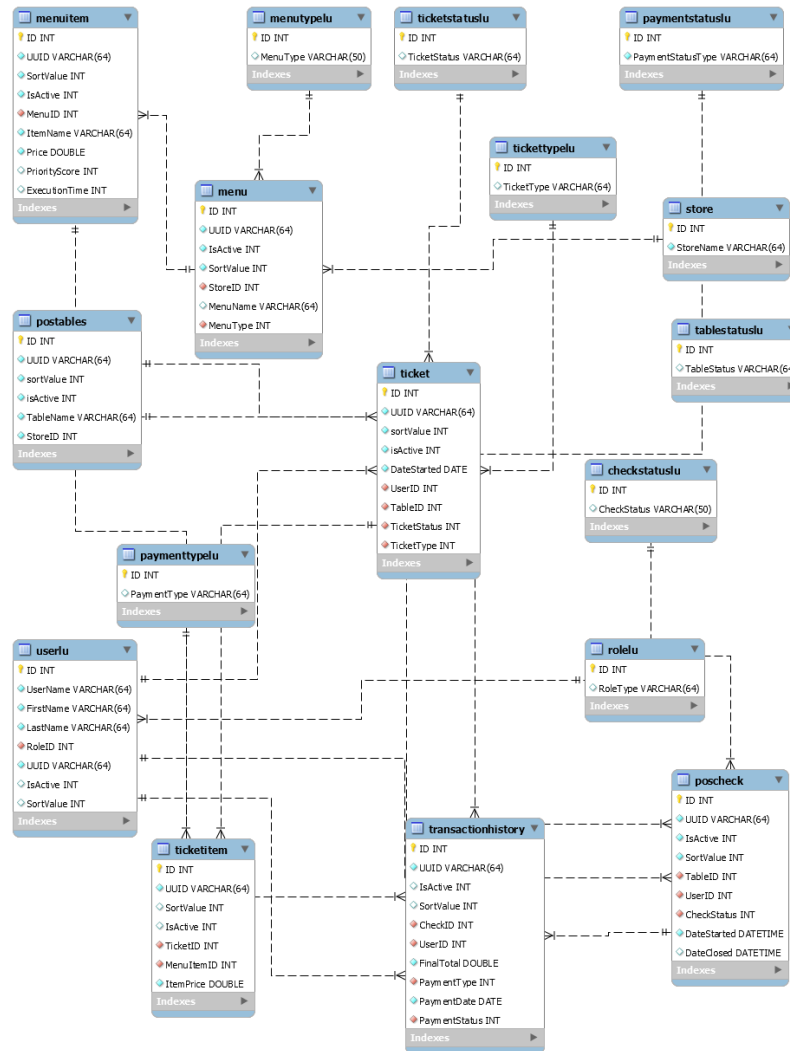 menuitem
ID INT
UUID VARCHAR(64)
SortValue INT
IsActive INT
MenuID INT
ItemName VARCHAR(64)
Price DOUBLE
PriorityScore INT
ExecutionTime INT
Indexes
menutypelu
ID INT
MenuType VARCHAR(50)
Indexes
ticketstatuslu
ID INT
TicketStatus VARCHAR(64)
Indexes
paymentstatuslu
ID INT
PaymentStatusType VARCHAR(64)
Indexes
tickettypelu
ID INT
TicketType VARCHAR(64)
Indexes
menu
ID INT
UUID VARCHAR(64)
IsActive INT
SortValue INT
StoreID INT
MenuName VARCHAR(64)
MenuType INT
Indexes
store
ID INT
StoreName VARCHAR(64)
Indexes
postables
ID INT
UUID VARCHAR(64)
sortValue INT
isActive INT
TableName VARCHAR(64)
StoreID INT
Indexes
tablestatuslu
ID INT
TableStatus VARCHAR(64
Indexes
ticket
ID INT
UUID VARCHAR(64)
sortValue INT
isActive INT
DateStarted DATE
UserID INT
TableID INT
TicketStatus INT
TicketType INT
Indexes
checkstatuslu
ID INT
CheckStatus VARCHAR(50)
Indexes
paymenttypelu
ID INT
PaymentType VARCHAR(64)
Indexes
userlu
ID INT
UserName VARCHAR(64)
FirstName VARCHAR(64)
LastName VARCHAR(64)
RoleID INT
UUID VARCHAR(64)
IsActive INT
SortValue INT
Indexes
rolelu
ID INT
RoleType VARCHAR(64)
Indexes
poscheck
ID INT
UUID VARCHAR(64)
IsActive INT
SortValue INT
TableID INT
UserID INT
CheckStatus INT
DateStarted DATETIME
DateClosed DATETIME
Indexes
ticketitem
ID INT
UUID VARCHAR(64)
SortValue INT
IsActive INT
TicketID INT
MenuItemID INT
ItemPrice DOUBLE
Indexes
transactionhistory
ID INT
UUID VARCHAR(64)
IsActive INT
SortValue INT
CheckID INT
UserID INT
FinalTotal DOUBLE
PaymentType INT
PaymentDate DATE
PaymentStatus INT
Indexes